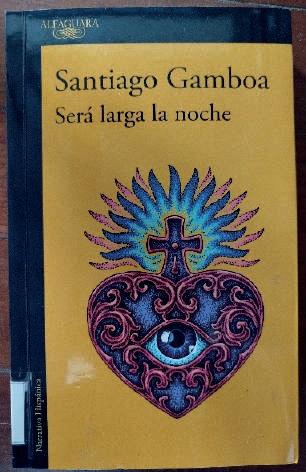 ALFAGUARA
Santiago Gamboa
Será larga la noche
Narrativa Hispánica